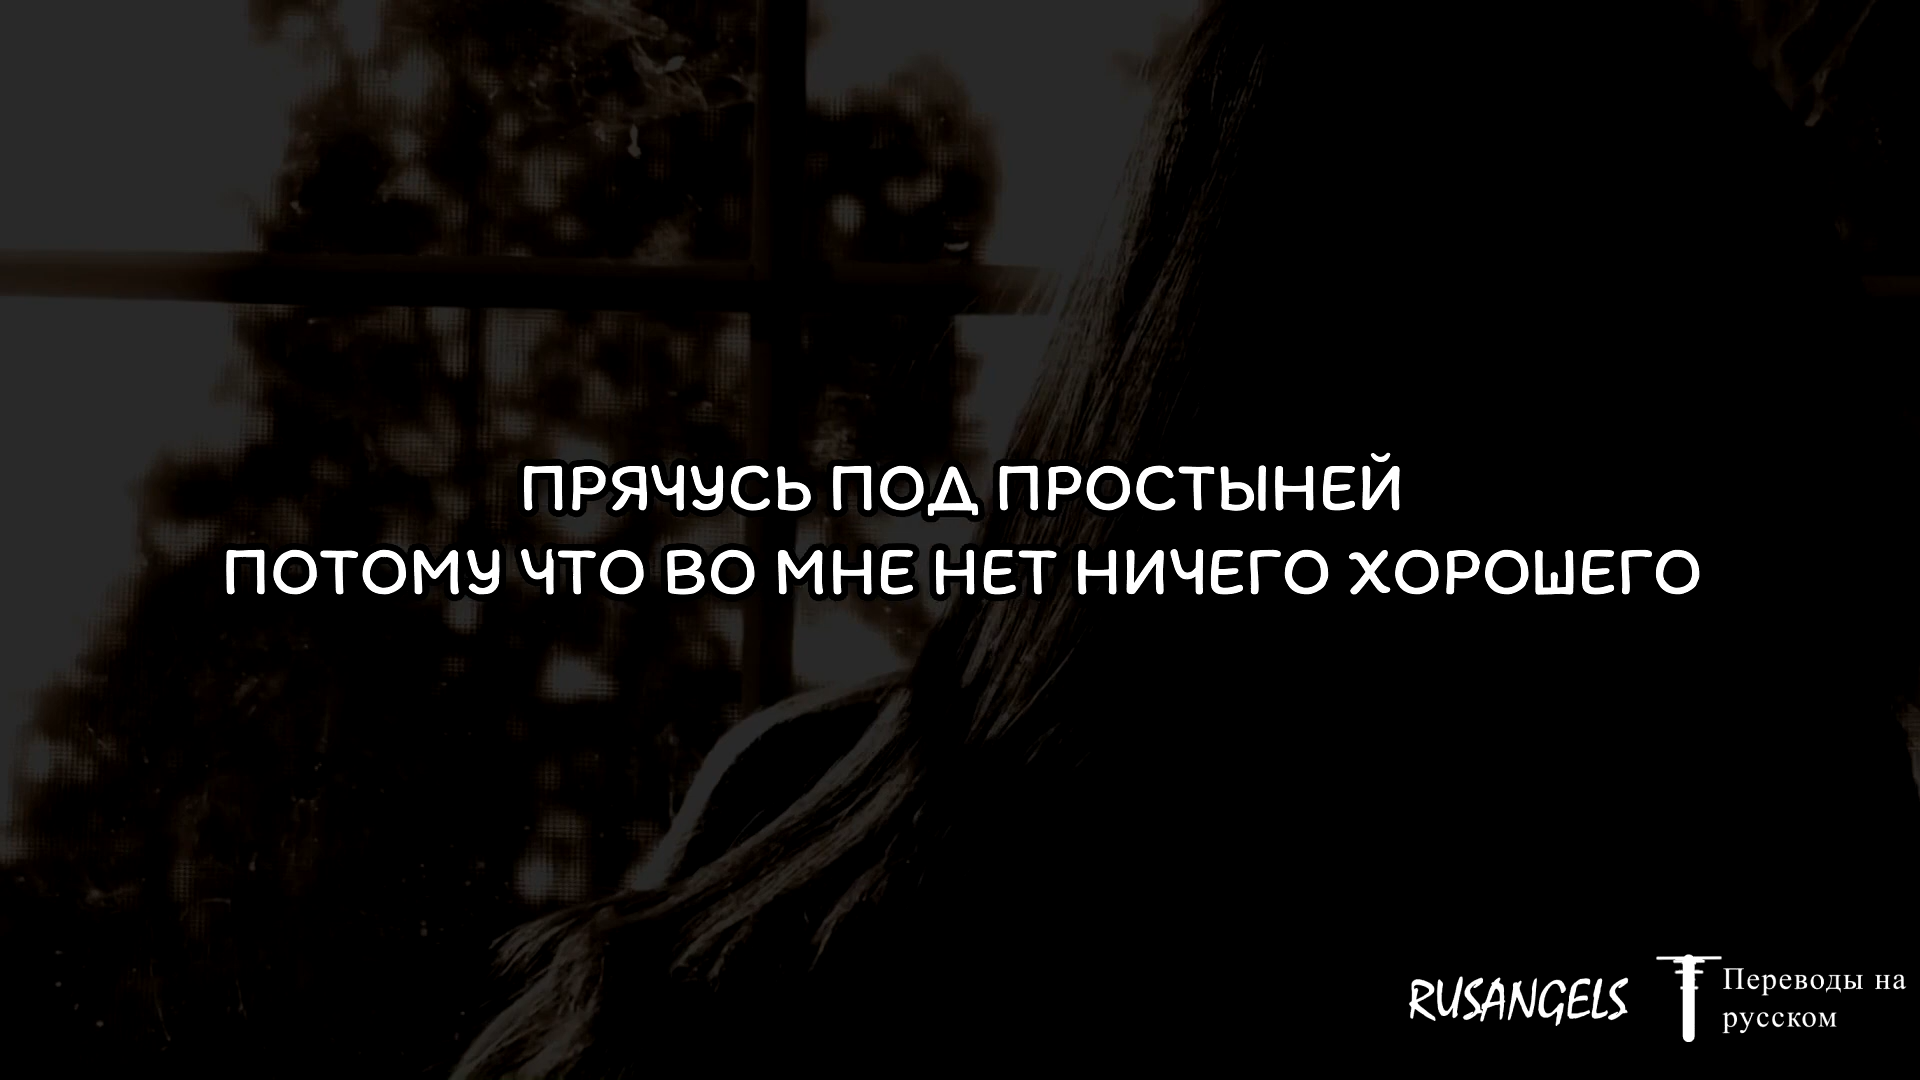 ПРЯЧУСЬ ПОД ПРОСТЫНЕЙ
ПОТОМУ ЧТО ВО МНЕ НЕТ НИЧЕГО ХОРОШЕГО
RUSANGELS
Переводы на
русском